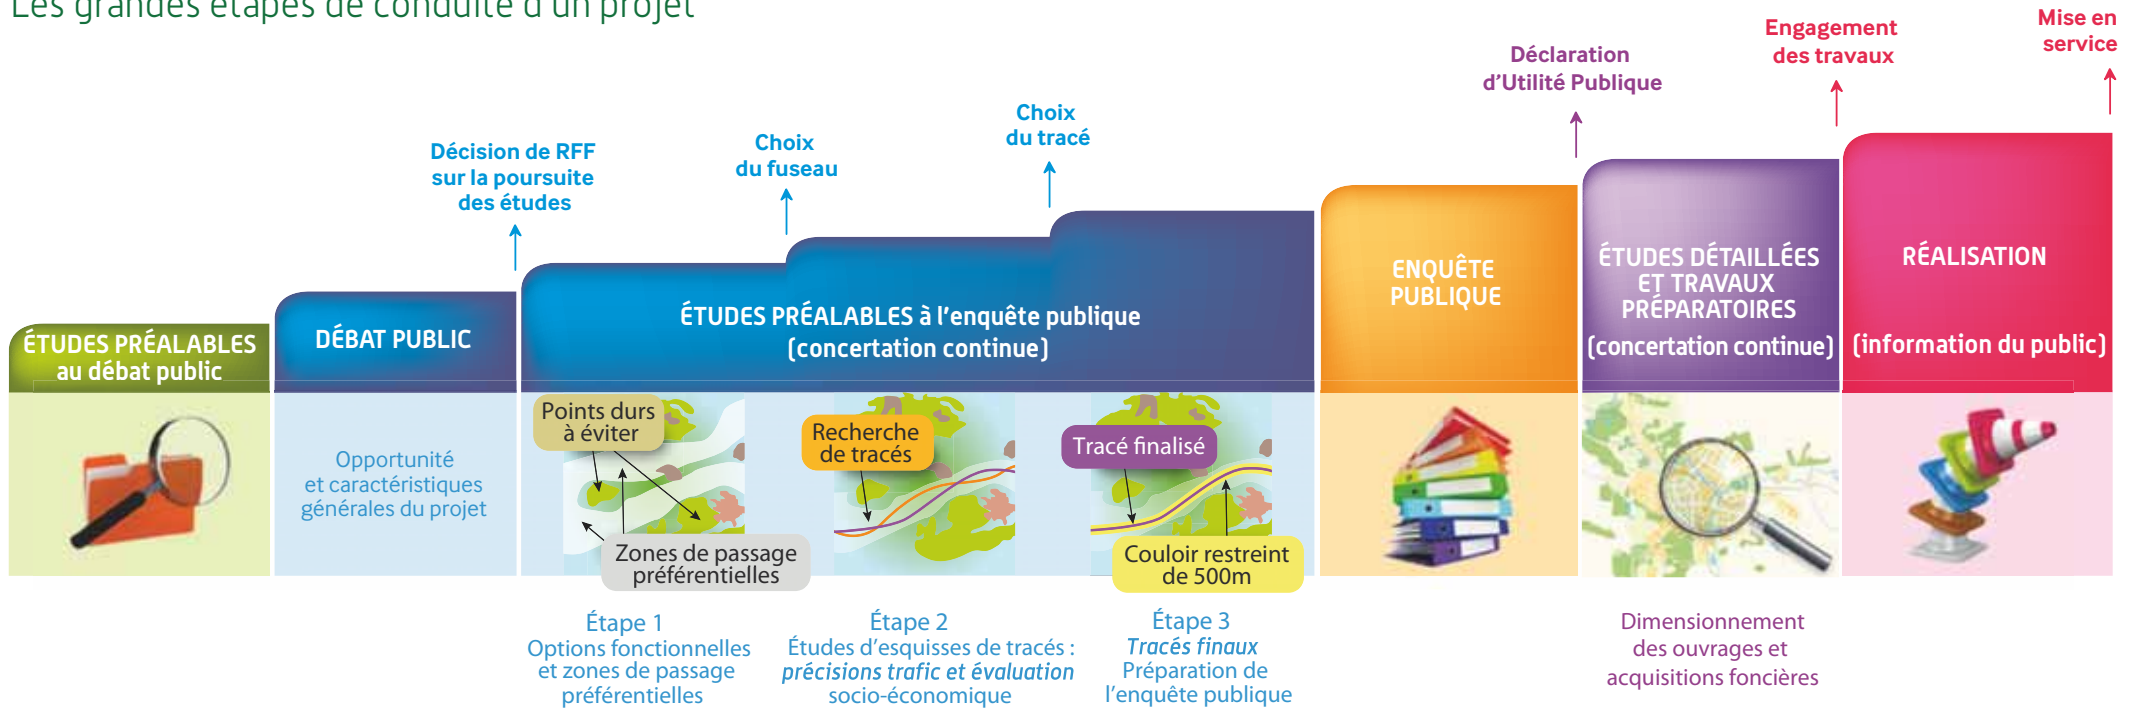 Les grandes étapes de conduite d'un projet
Décision de RFF
sur la poursuite
des études
Choix
du fuseau
Choix
du tracé
Déclaration
d'Utilité Publique
Engagement
des travaux
Mise en
service
ÉTUDES PRÉALABLES
au débat public
DÉBAT PUBLIC
ÉTUDES PRÉALABLES à l'enquête publique
(concertation continue)
ENQUÊTE
PUBLIQUE
ÉTUDES DÉTAILLÉES
ET TRAVAUX
PRÉPARATOIRES
(concertation continue)
RÉALISATION
(information du public)
Opportunité
et caractéristiques
générales du projet
Points durs
à éviter
Zones de passage
préférentielles
Recherche
de tracés
Tracé finalisé
Couloir restreint
de 500m
Étape 1
Options fonctionnelles
et zones de passage
préférentielles
Étape 2
Études d'esquisses de tracés :
précisions trafic et évaluation
socio-économique
Étape 3
Tracés finaux
Préparation de
l'enquête publique
Dimensionnement
des ouvrages et
acquisitions foncières